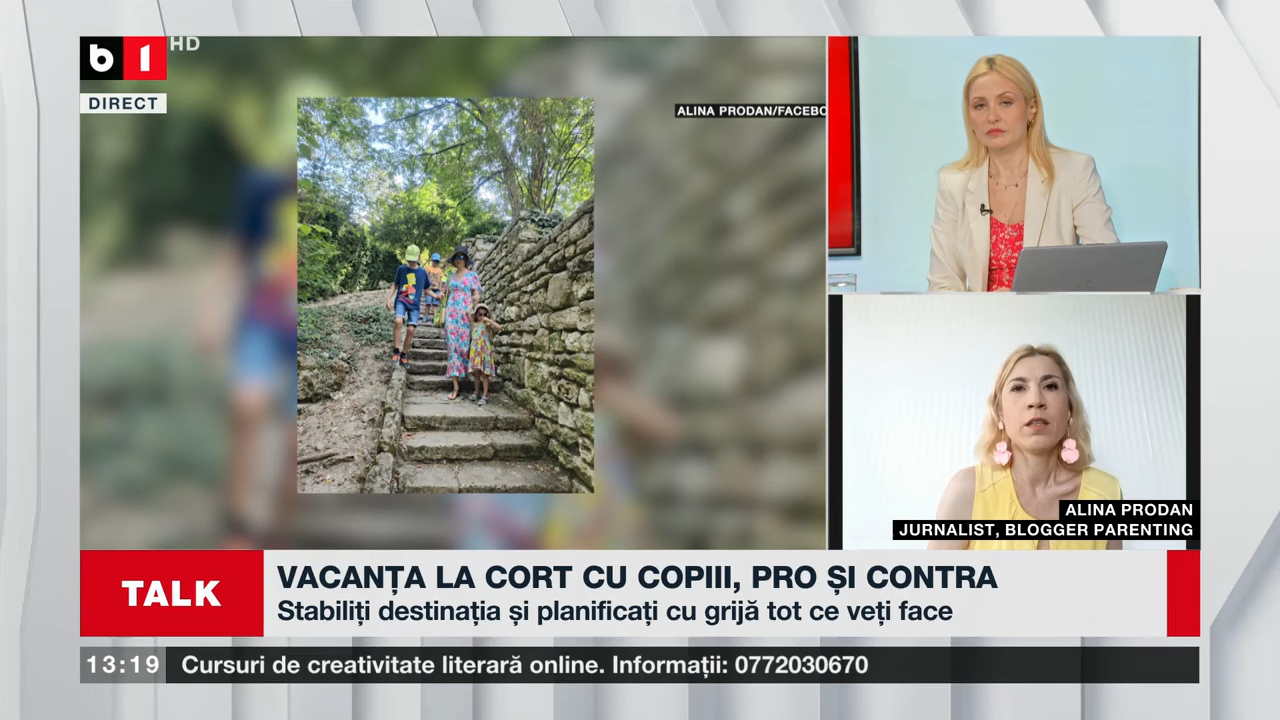 b1 HD
DIRECT
ALINA PRODAN/FACEBO
ALINA PRODAN
JURNALIST, BLOGGER PARENTING
TALK
VACANȚA LA CORT CU COPIII, PRO ȘI CONTRA
Stabiliți destinația și planificați cu grijă tot ce veți face
13:19 Cursuri de creativitate literară online. Informații: 0772030670